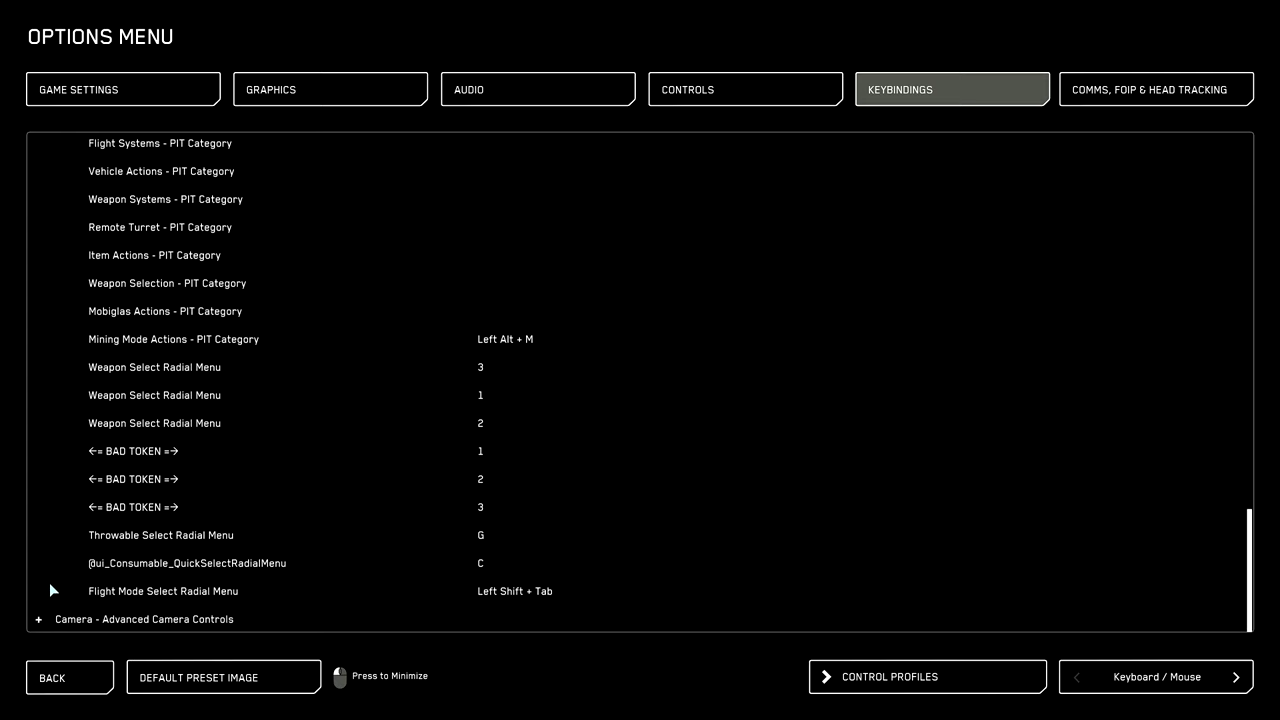 OPTIONS MENU
GAME SETTINGS GRAPHICS AUDIO CONTROLS KEYBINDINGS COMMS, FOIP & HEAD TRACKING
Flight Systems - PIT Category
Vehicle Actions - PIT Category
Weapon Systems - PIT Category
Remote Turret - PIT Category
Item Actions - PIT Category
Weapon Selection - PIT Category
Mobiglas Actions - PIT Category
Mining Mode Actions - PIT Category Left Alt + M
Weapon Select Radial Menu 3
Weapon Select Radial Menu 1
Weapon Select Radial Menu 2
<= BAD TOKEN => 1
<= BAD TOKEN => 2
<= BAD TOKEN => 3
Throwable Select Radial Menu G
@ui_Consumable_QuickSelectRadialMenu C
Flight Mode Select Radial Menu Left Shift + Tab
+ Camera - Advanced Camera Controls
BACK DEFAULT PRESET IMAGE Press to Minimize CONTROL PROFILES Keyboard / Mouse